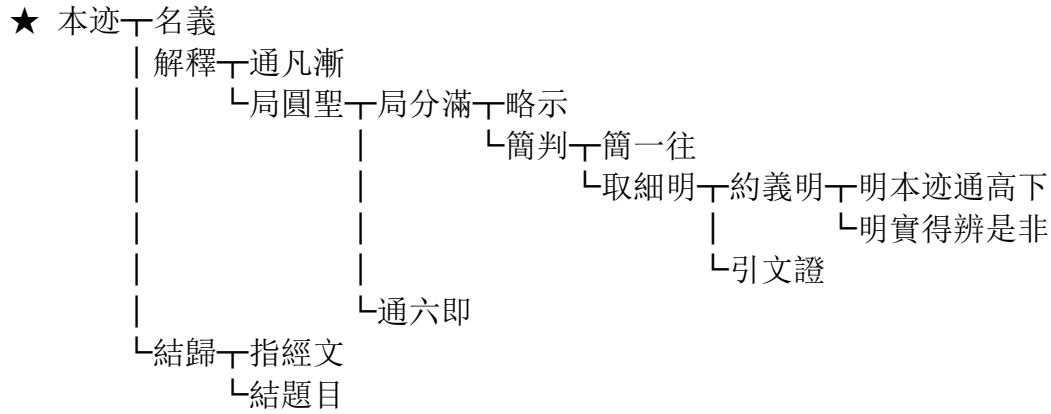 ★ 本迹┬名義
│解釋┬通凡漸
│ └局圓聖┬局分滿┬略示
│ │ └簡判┬簡一往
│ │ └取細明┬約義明┬明本迹通高下
│ │ │ └明實得辨是非
│ │ └引文證
│ └通六即
└結歸┬指經文
└結題目